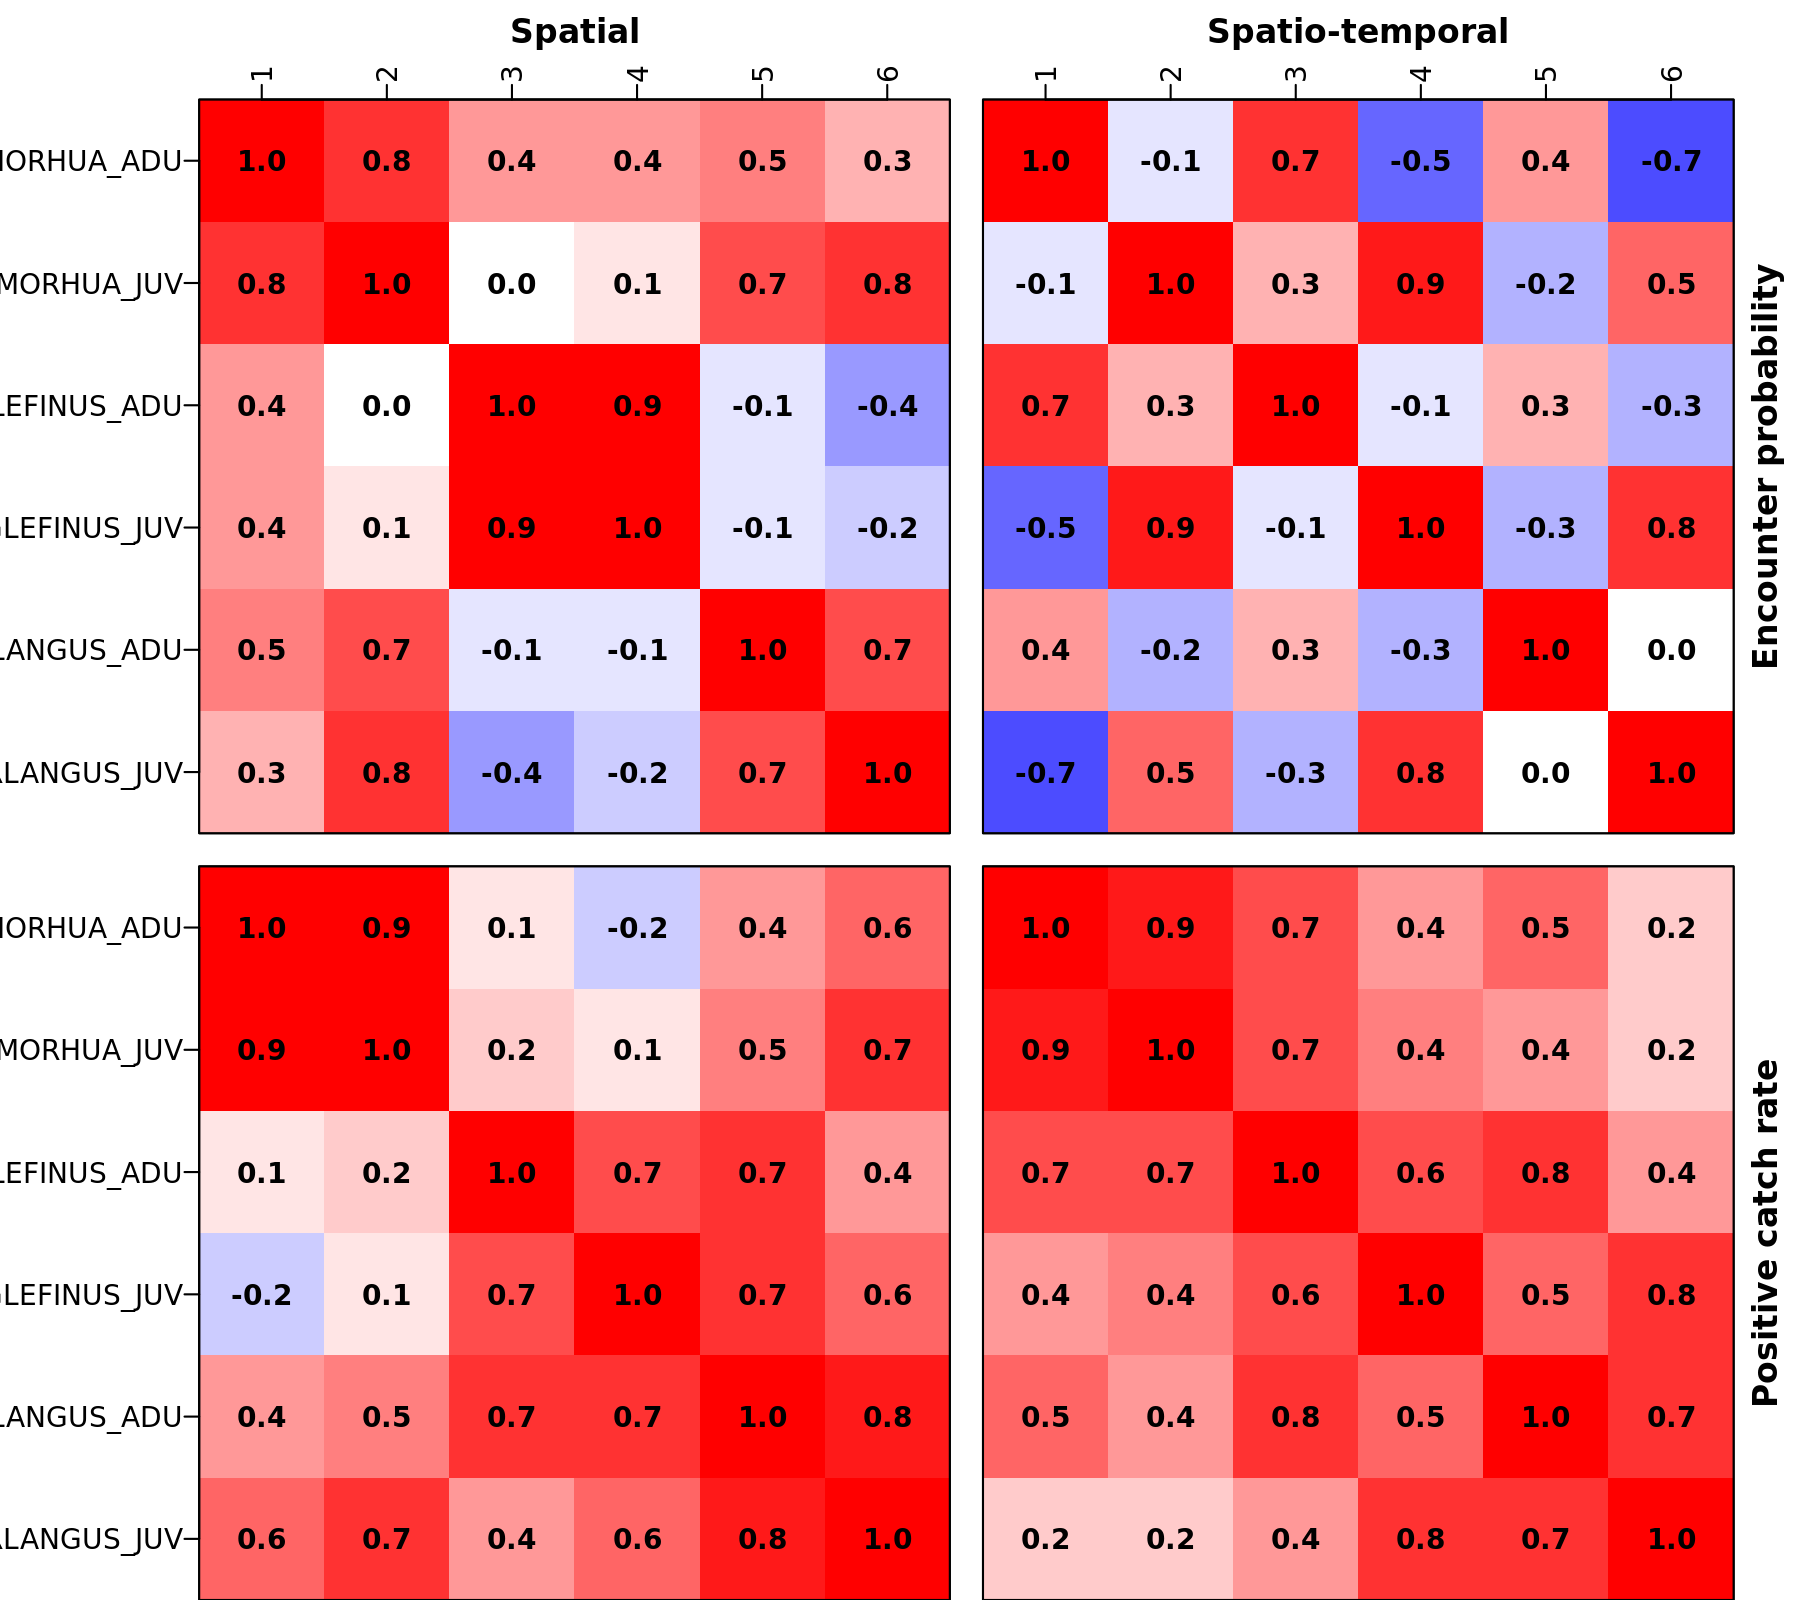 Spatial Spatio-temporal
1 2 3 4 5 6 1 2 3 4 5 6
ORHUA_ADU 1.0 0.8 0.4 0.4 0.5 0.3 1.0 -0.1 0.7 -0.5 0.4 -0.7
MORHUA_JUV 0.8 1.0 0.0 0.1 0.7 0.8 -0.1 1.0 0.3 0.9 -0.2 0.5
EFINUS_ADU 0.4 0.0 1.0 0.9 -0.1 -0.4 0.7 0.3 1.0 -0.1 0.3 -0.3
LEFINUS_JUV 0.4 0.1 0.9 1.0 -0.1 -0.2 -0.5 0.9 -0.1 1.0 -0.3 0.8
ANGUS_ADU 0.5 0.7 -0.1 -0.1 1.0 0.7 0.4 -0.2 0.3 -0.3 1.0 0.0
LANGUS_JUV 0.3 0.8 -0.4 -0.2 0.7 1.0 -0.7 0.5 -0.3 0.8 0.0 1.0
Encounter probability
ORHUA_ADU 1.0 0.9 0.1 -0.2 0.4 0.6 1.0 0.9 0.7 0.4 0.5 0.2
MORHUA_JUV 0.9 1.0 0.2 0.1 0.5 0.7 0.9 1.0 0.7 0.4 0.4 0.2
EFINUS_ADU 0.1 0.2 1.0 0.7 0.7 0.4 0.7 0.7 1.0 0.6 0.8 0.4
LEFINUS_JUV -0.2 0.1 0.7 1.0 0.7 0.6 0.4 0.4 0.6 1.0 0.5 0.8
ANGUS_ADU 0.4 0.5 0.7 0.7 1.0 0.8 0.5 0.4 0.8 0.5 1.0 0.7
LANGUS_JUV 0.6 0.7 0.4 0.6 0.8 1.0 0.2 0.2 0.4 0.8 0.7 1.0
Positive catch rate